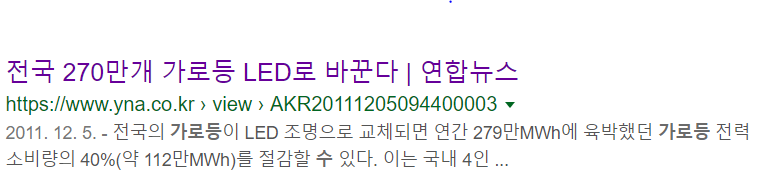 전국 270만개 가로등 LED로 바꾼다 | 연합뉴스
https://www.yna.co.kr › view › AKR20111205094400003
2011. 12. 5. - 전국의 가로등이 LED 조명으로 교체되면 연간 279만MWh에 육박했던 가로등 전력
소비량의 40%(약 112만MWh)를 절감할 수 있다. 이는 국내 4인 ...